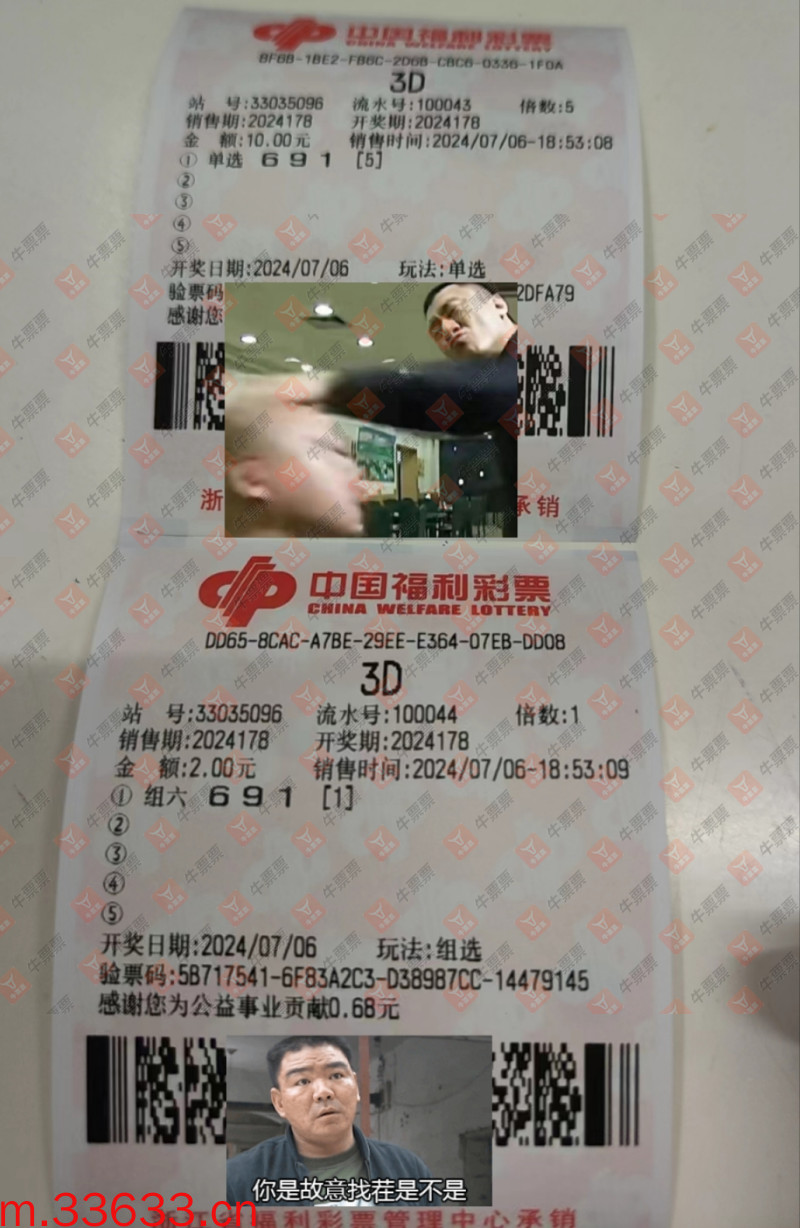 中国福利彩票
CHINA WELFARE LOTTERY
BF6B-1BE2-FB6C-2D6B-CBC6-0336-1F0A
3D
站 号:33035096 流水号:100043 倍数:5
销售期:2024178 开奖期:2024178
金 额:10.00元 销售时间:2024/07/06-18:53:08
① 单选 6 9 1 [5]
②
③
④
⑤
开奖日期:2024/07/06 玩法:单选
验票码 2DFA79
感谢您
浙 承销
中国福利彩票
CHINA WELFARE LOTTERY
DD65-8CAC-A7BE-29EE-E364-07EB-DD08
3D
站 号:33035096 流水号:100044 倍数:1
销售期:2024178 开奖期:2024178
金 额:2.00元 销售时间:2024/07/06-18:53:09
① 组六 6 9 1 [1]
②
③
④
⑤
开奖日期:2024/07/06 玩法:组选
验票码:5B717541-6F83A2C3-D38987CC-14479145
感谢您为公益事业贡献0.68元
你是故意找茬是不是
m.33633.cn
福利彩票管理中心承销
牛票票